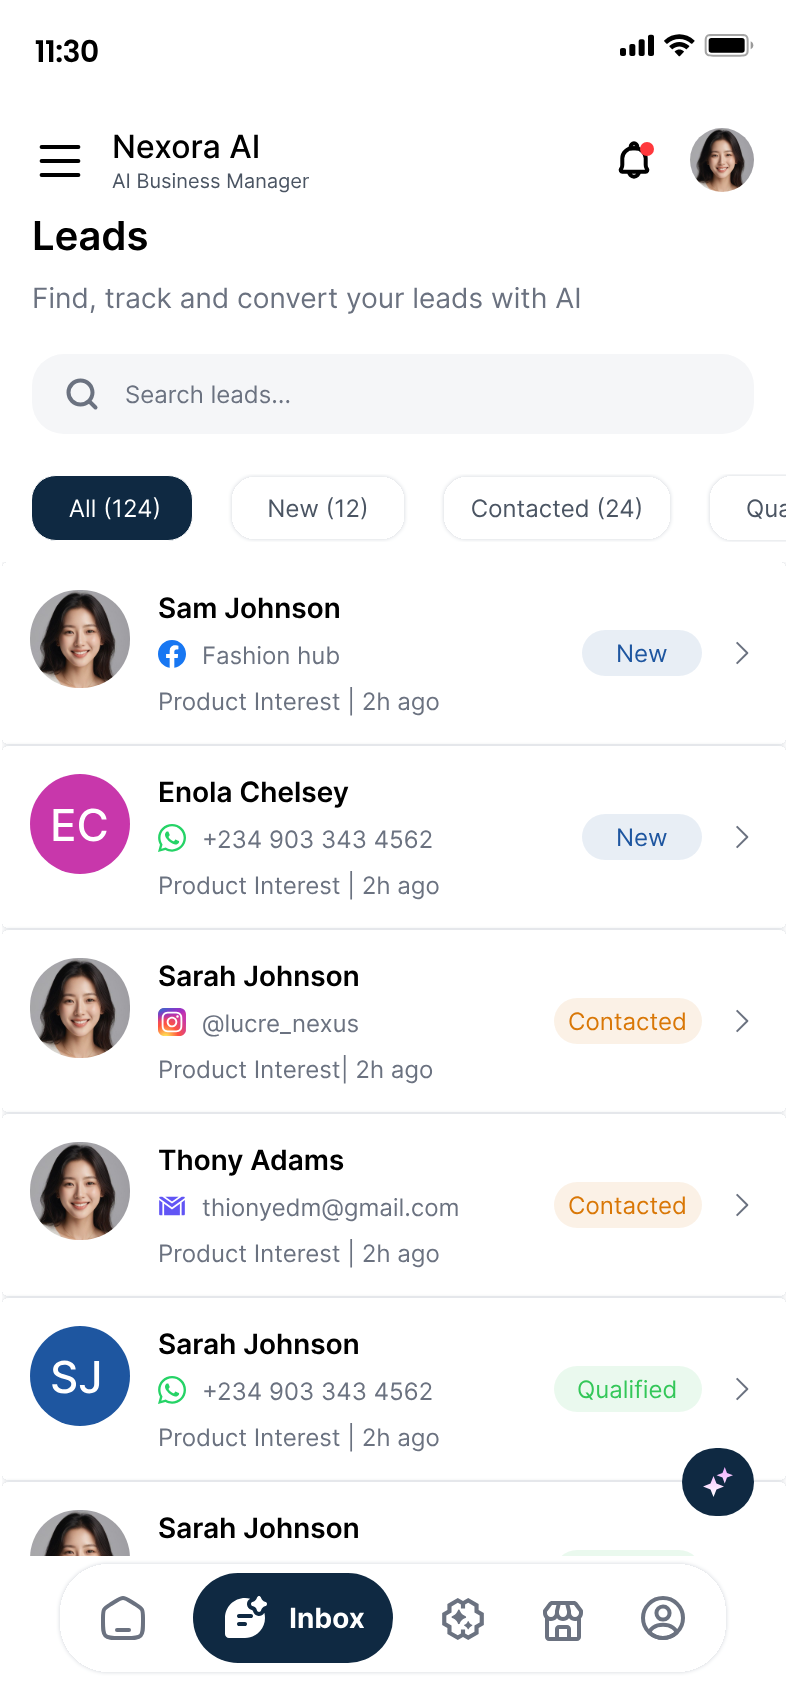 11:30
Nexora AI
AI Business Manager
Leads
Find, track and convert your leads with AI
Search leads...
All (124)
New (12)
Contacted (24)
Qua
Sam Johnson
Fashion hub
New
Product Interest | 2h ago
EC
Enola Chelsey
+234 903 343 4562
New
Product Interest | 2h ago
Sarah Johnson
@lucre_nexus
Contacted
Product Interest| 2h ago
Thony Adams
thionyedm@gmail.com
Contacted
Product Interest | 2h ago
SJ
Sarah Johnson
+234 903 343 4562
Qualified
Product Interest | 2h ago
Sarah Johnson
Inbox